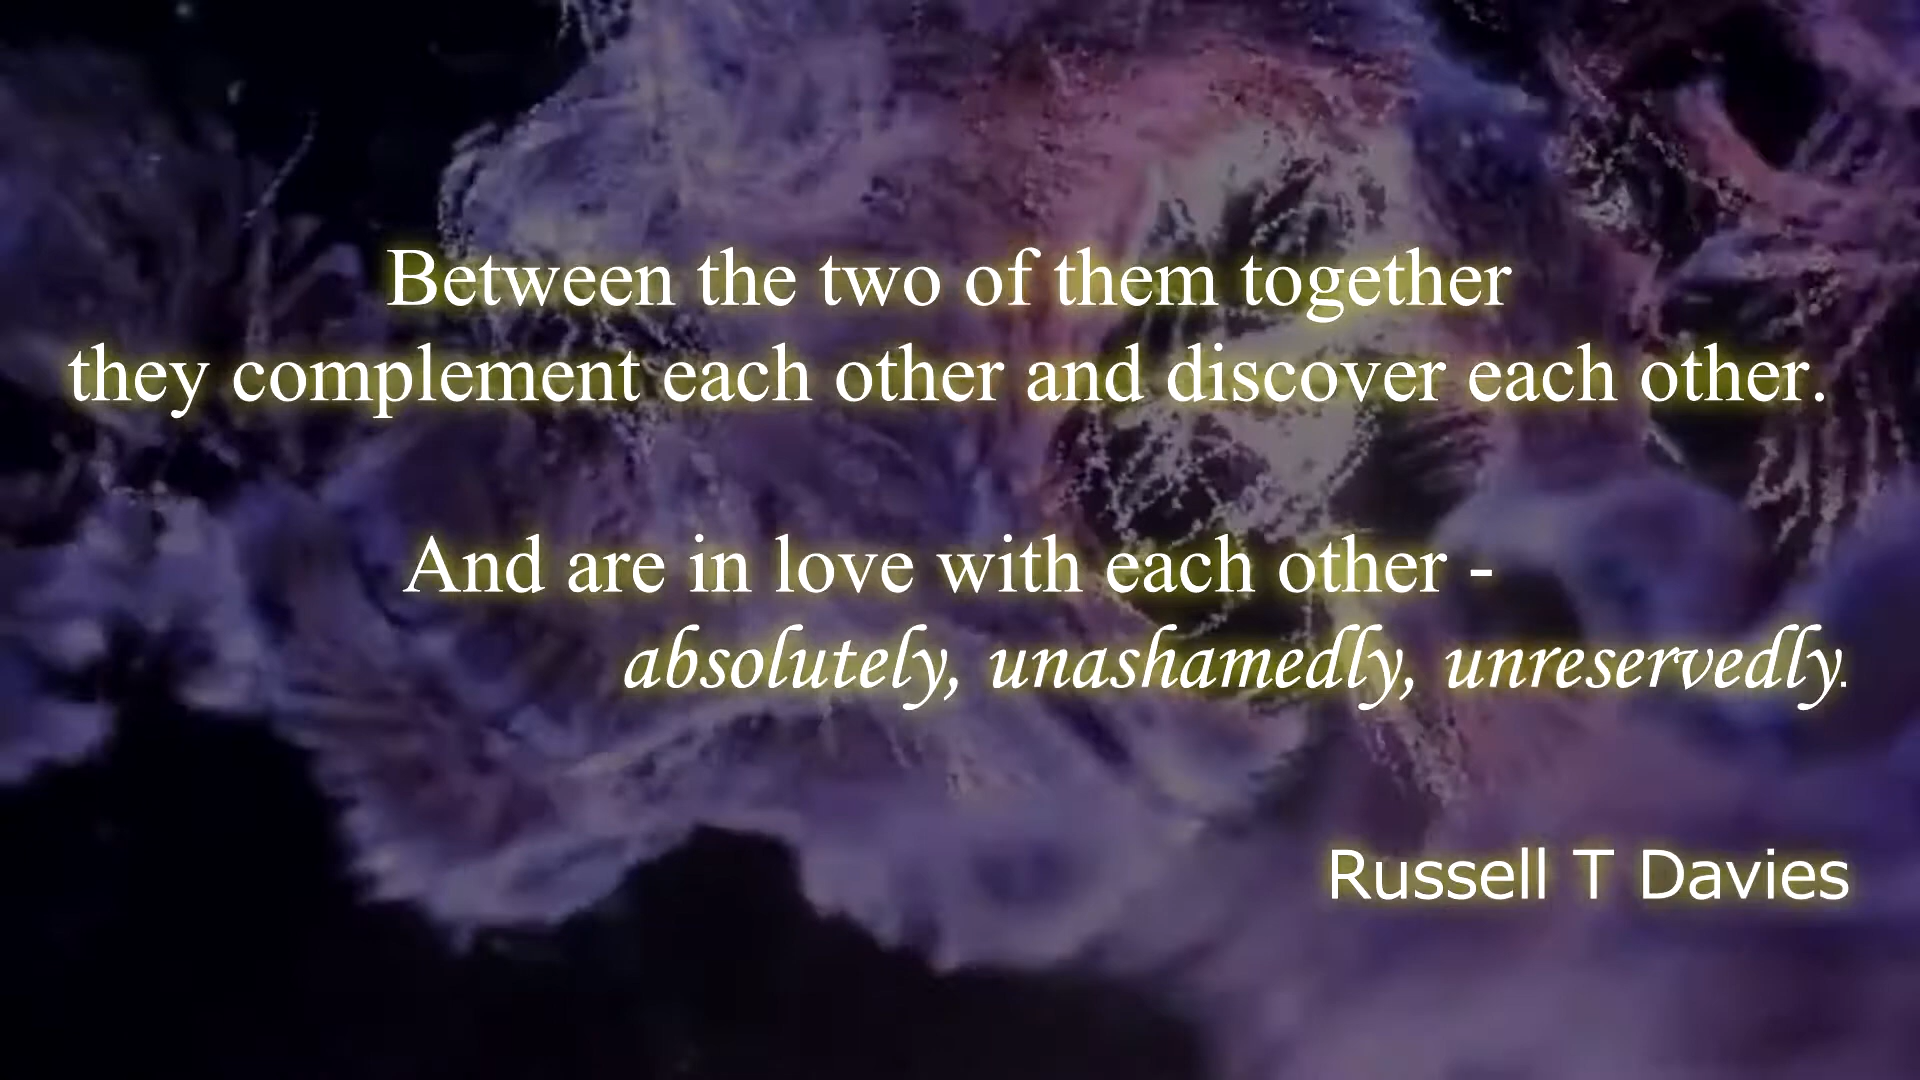 Between the two of them together
they complement each other and discover each other.
And are in love with each other -
absolutely, unashamedly, unreservedly.
Russell T Davies